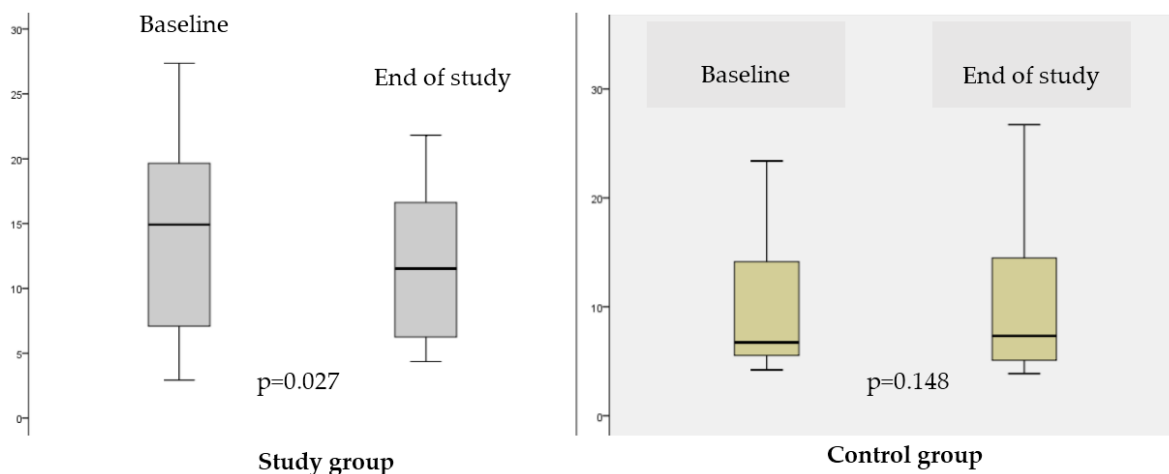 Baseline
End of study
30
25
20
15
10
5
0
p=0.027
Study group
Baseline
End of study
30
20
10
0
p=0.148
Control group